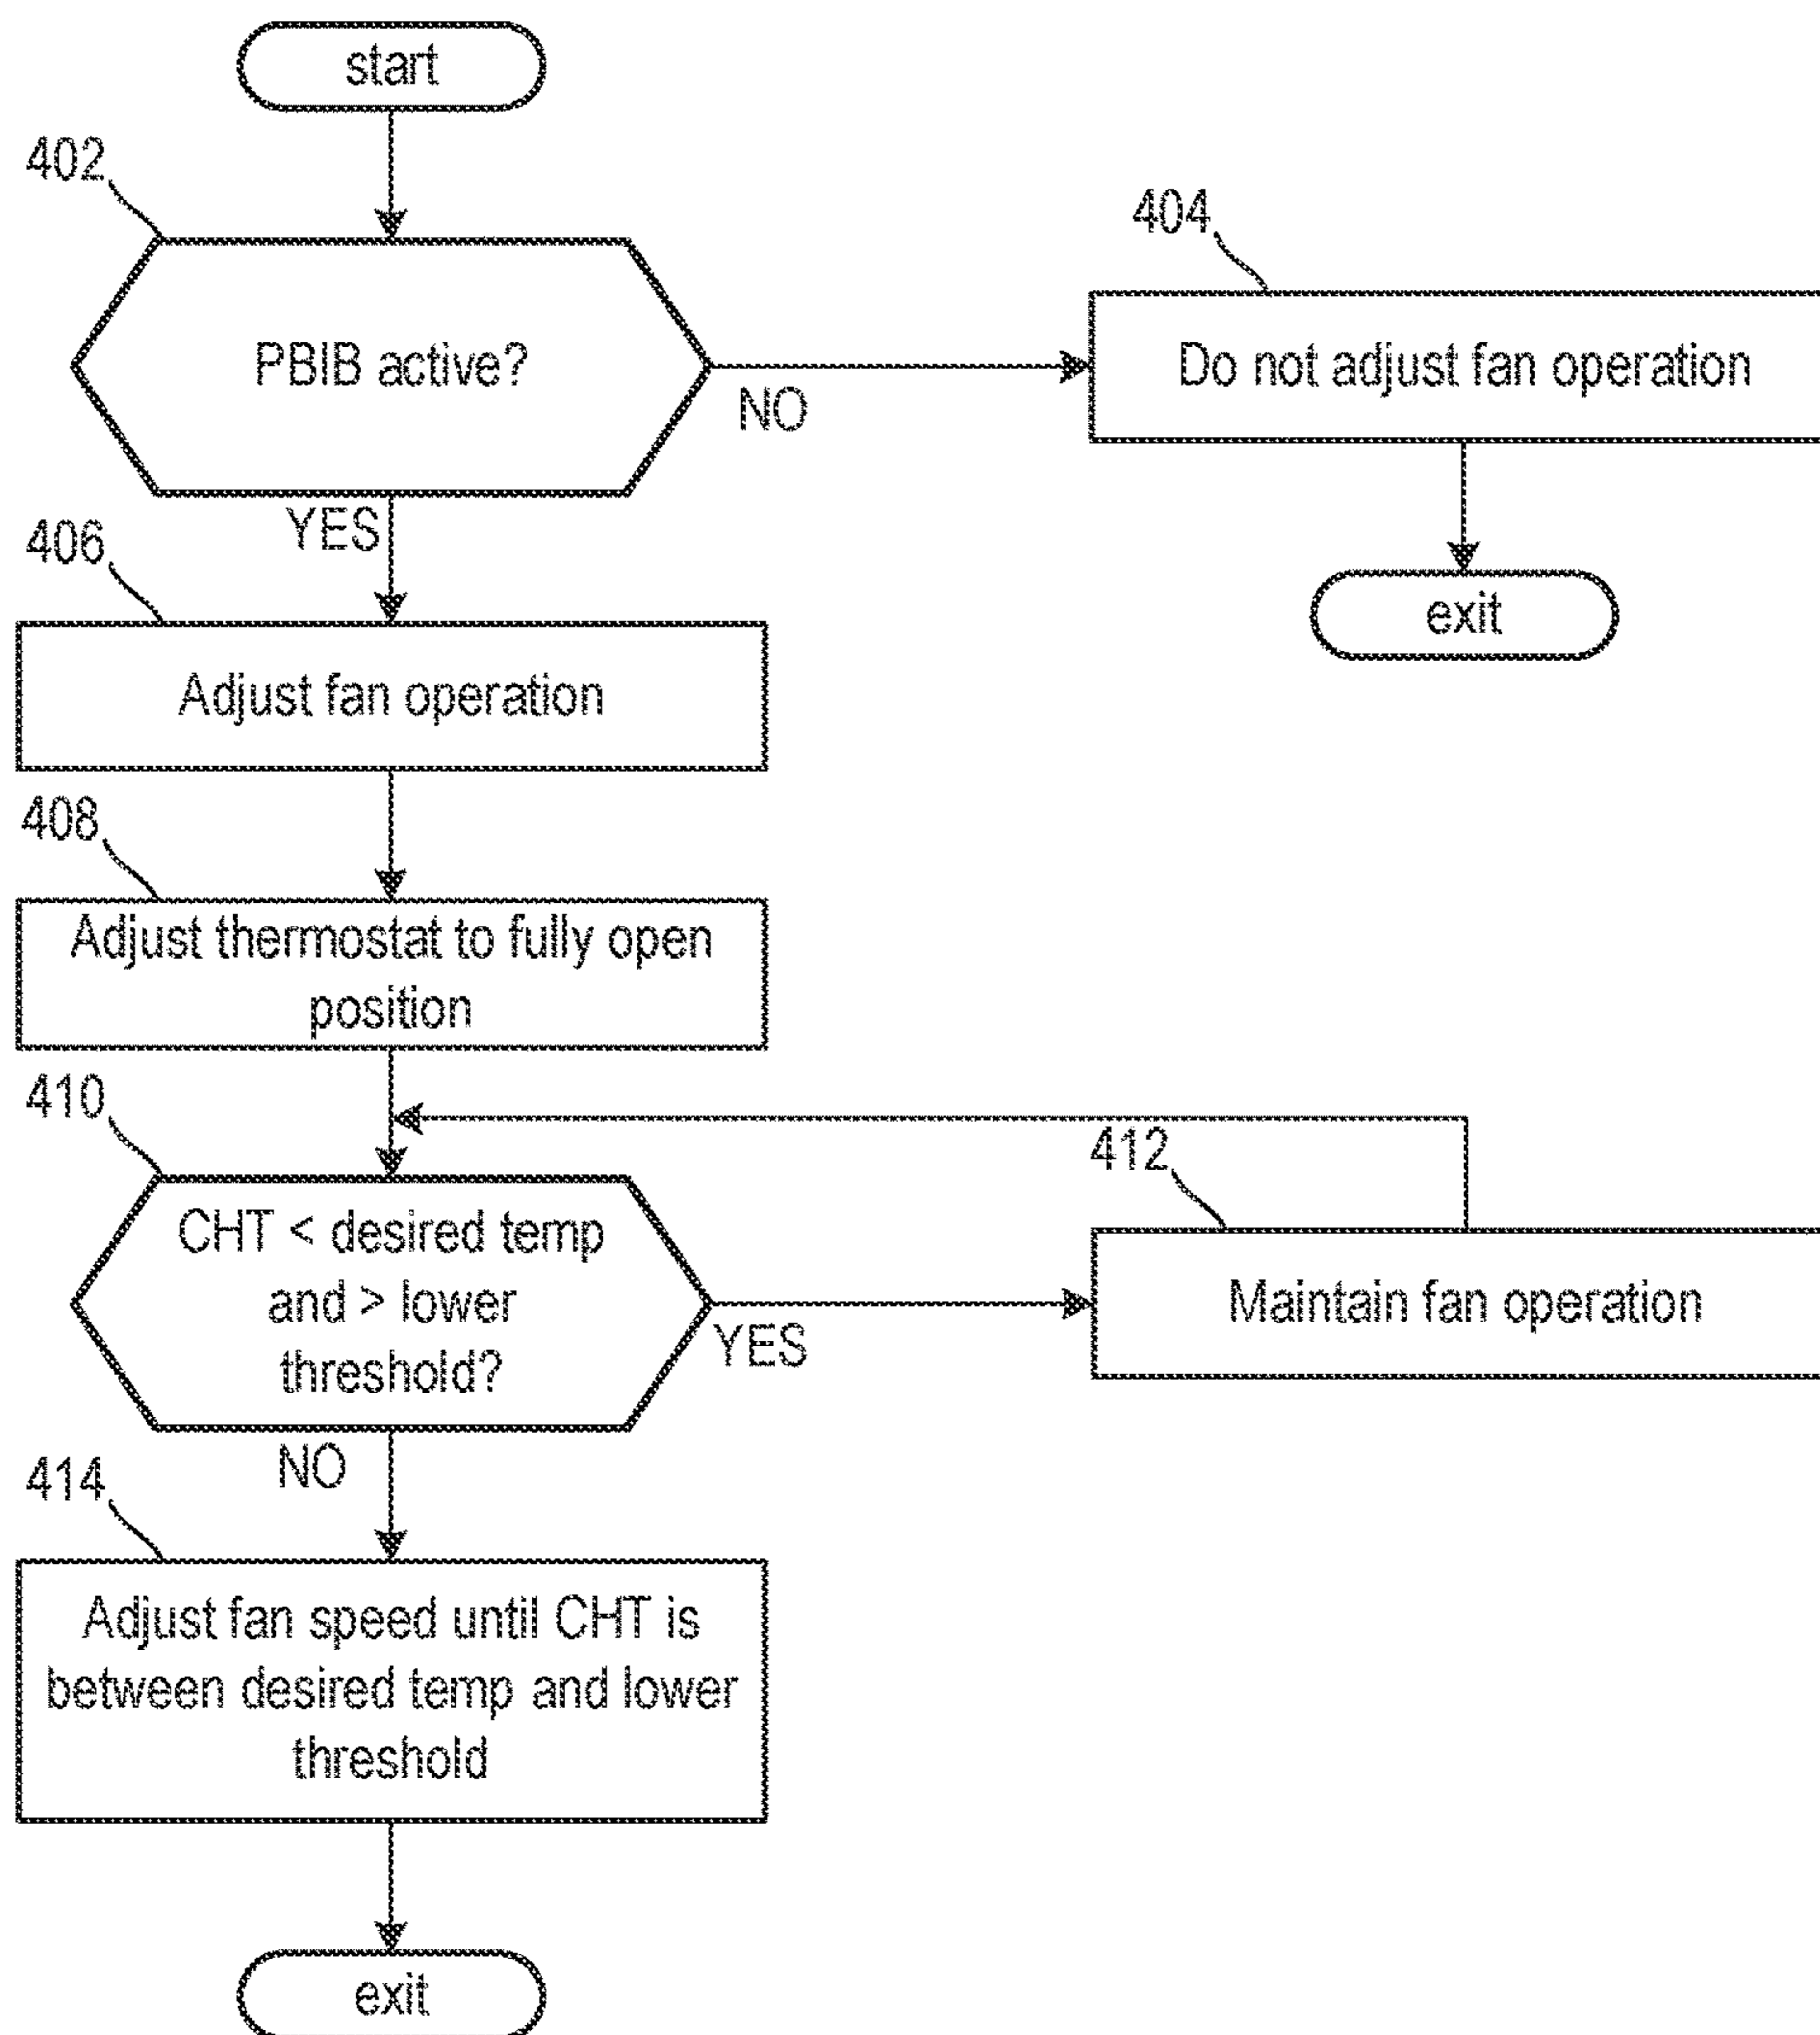 start
402
PBIB active?
NO
404
Do not adjust fan operation
exit
YES
406
Adjust fan operation
408
Adjust thermostat to fully open
position
410
CHT < desired temp
and > lower
threshold?
YES
412
Maintain fan operation
NO
414
Adjust fan speed until CHT is
between desired temp and lower
threshold
exit